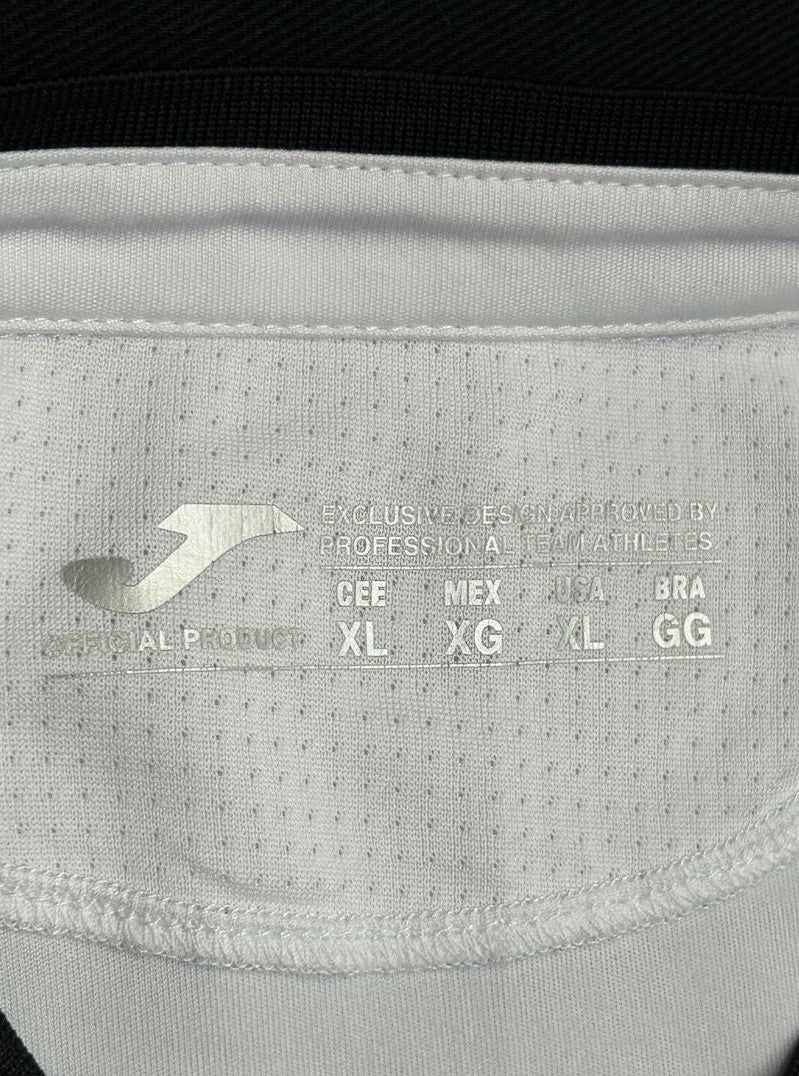 EXCLUSIVE DESIGN APPROVED BY
PROFESSIONAL TEAM ATHLETES
CEE MEX USA BRA
XL XG XL GG
OFFICIAL PRODUCT